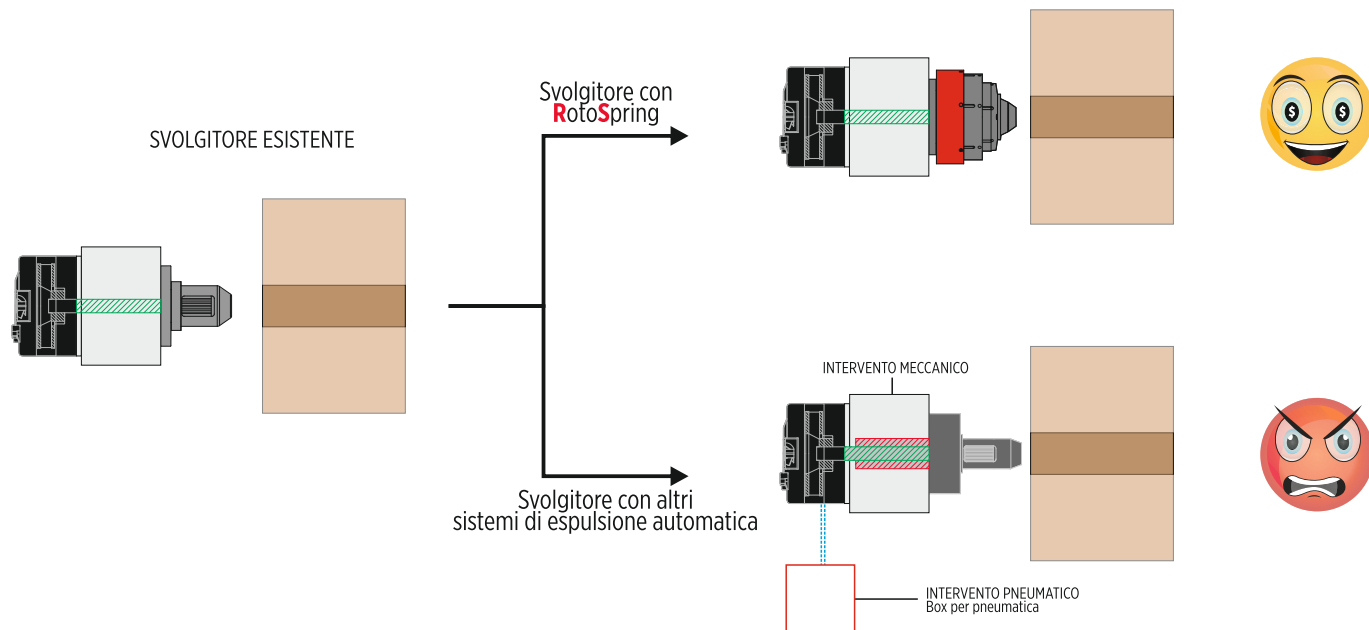 SVOLGITORE ESISTENTE
Svolgitore con
RotoSpring
INTERVENTO MECCANICO
Svolgitore con altri
sistemi di espulsione automatica
INTERVENTO PNEUMATICO
Box per pneumatica
$ $